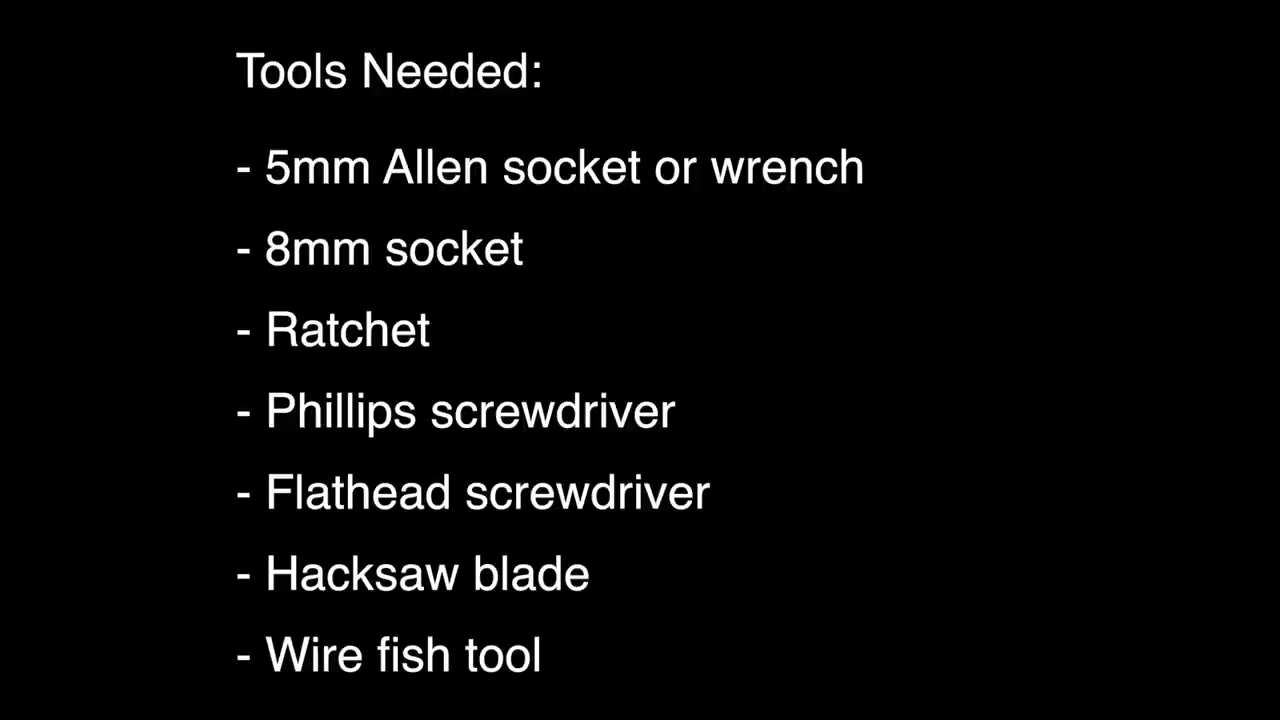 Tools Needed:
- 5mm Allen socket or wrench
- 8mm socket
- Ratchet
- Phillips screwdriver
- Flathead screwdriver
- Hacksaw blade
- Wire fish tool